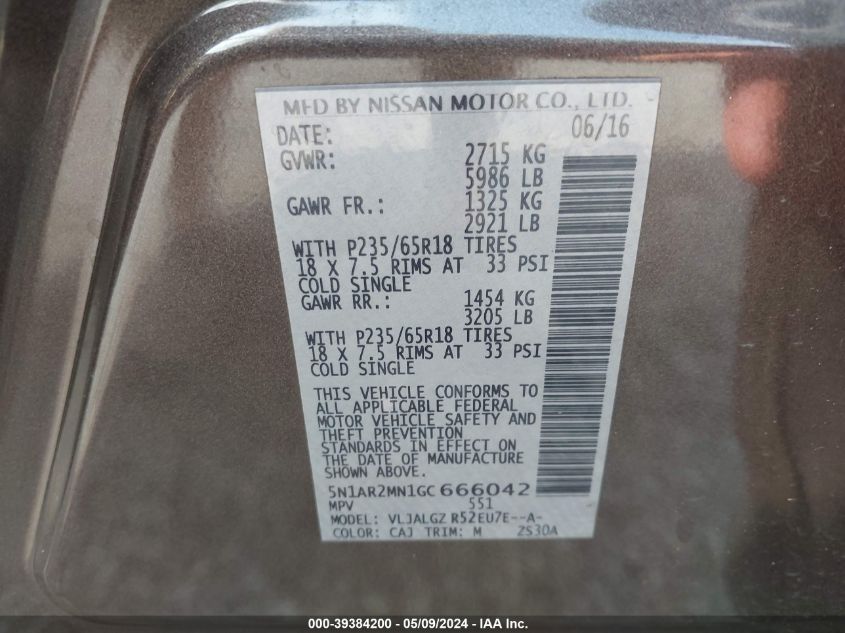 MFD BY NISSAN MOTOR CO., LTD.
DATE: 06/16
GVWR: 2715 KG
5986 LB
GAWR FR.: 1325 KG
2921 LB
WITH P235/65R18 TIRES
18 X 7.5 RIMS AT 33 PSI
COLD SINGLE
GAWR RR.: 1454 KG
3205 LB
WITH P235/65R18 TIRES
18 X 7.5 RIMS AT 33 PSI
COLD SINGLE
THIS VEHICLE CONFORMS TO
ALL APPLICABLE FEDERAL
MOTOR VEHICLE SAFETY AND
THEFT PREVENTION
STANDARDS IN EFFECT ON
THE DATE OF MANUFACTURE
SHOWN ABOVE.
5N1AR2MN1GC666042
MPV 551
MODEL: VLJALGZ R52EU7E--A-
COLOR: CAJ TRIM: M ZS30A
000-39384200 - 05/09/2024 - IAA Inc.